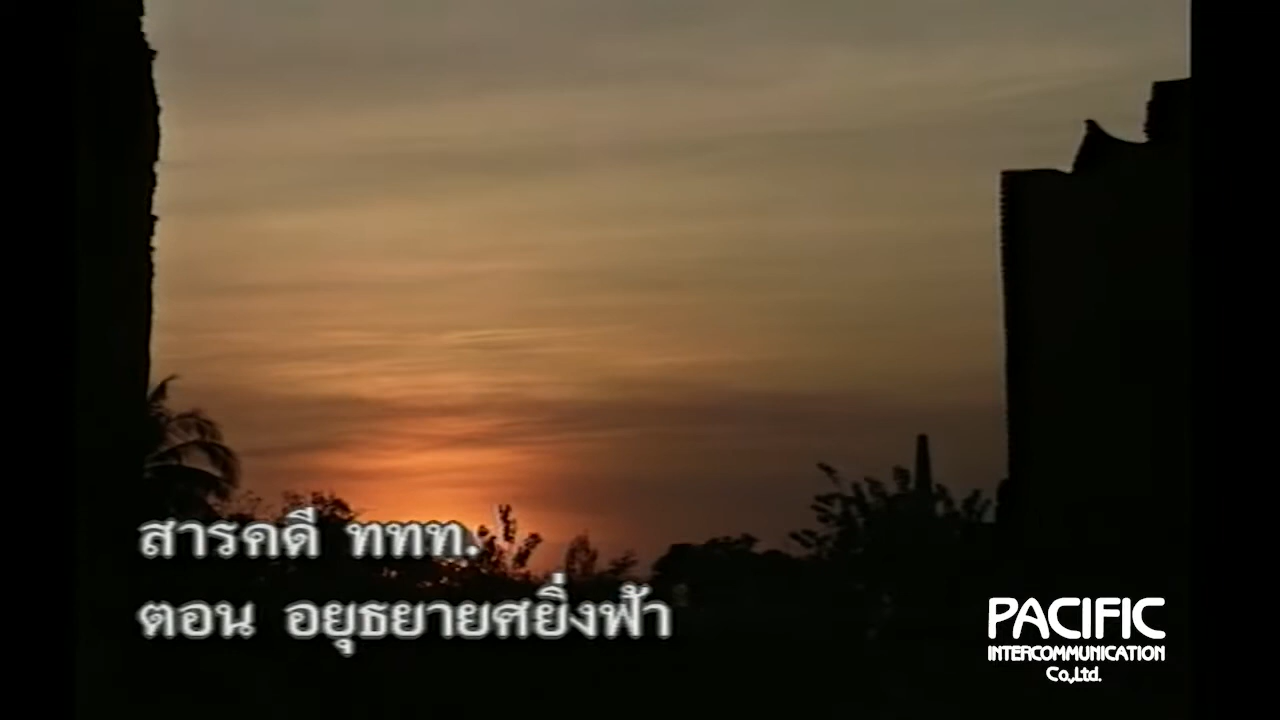 สารคดี ททท.
ตอน อยุธยายศยิ่งฟ้า
PACIFIC
INTERCOMMUNICATION
Co.,Ltd.